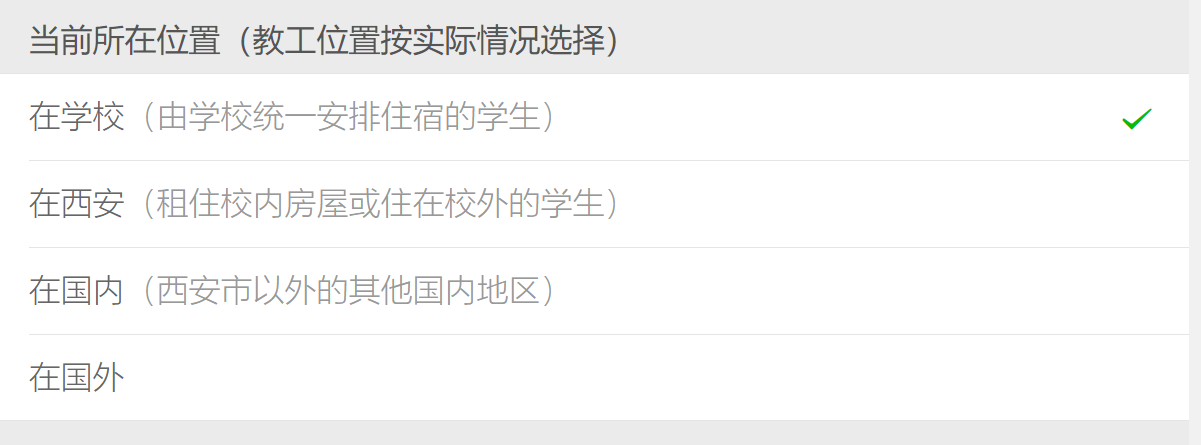 当前所在位置（教工位置按实际情况选择）
在学校（由学校统一安排住宿的学生）
在西安（租住校内房屋或住在校外的学生）
在国内（西安市以外的其他国内地区）
在国外